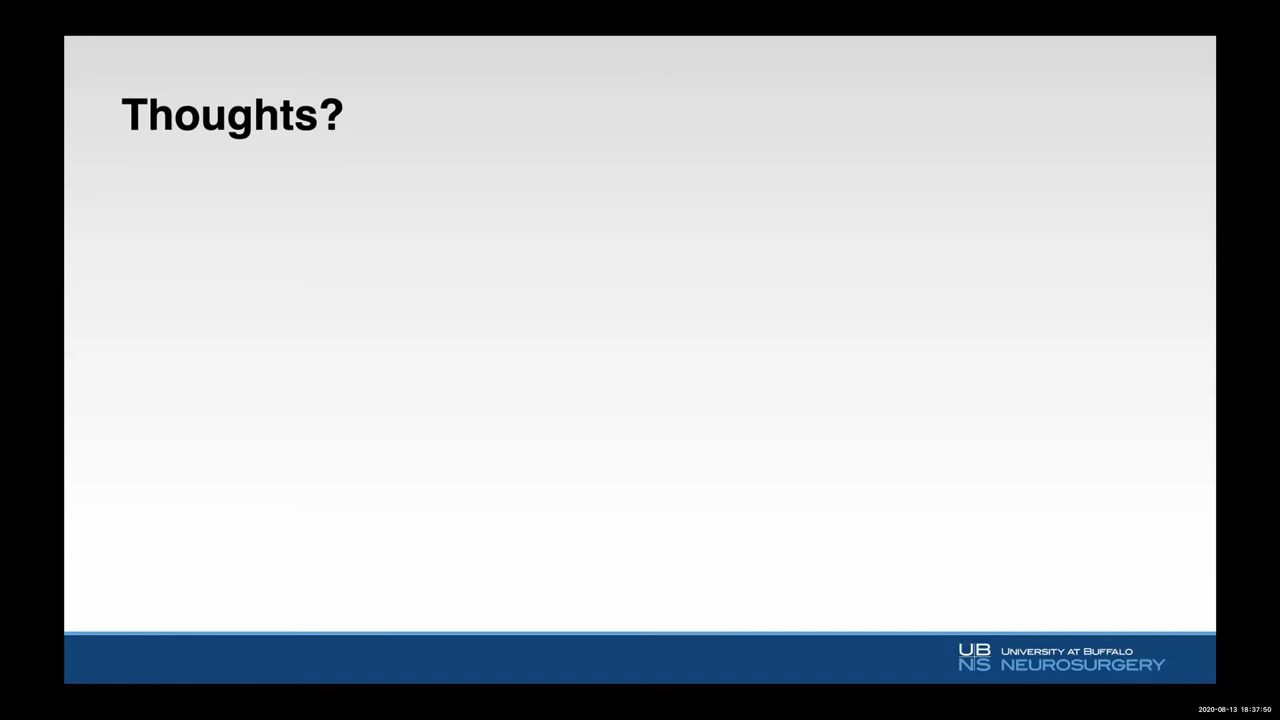 Thoughts?
UB UNIVERSITY AT BUFFALO
NS NEUROSURGERY
2020-08-13 18:37:50